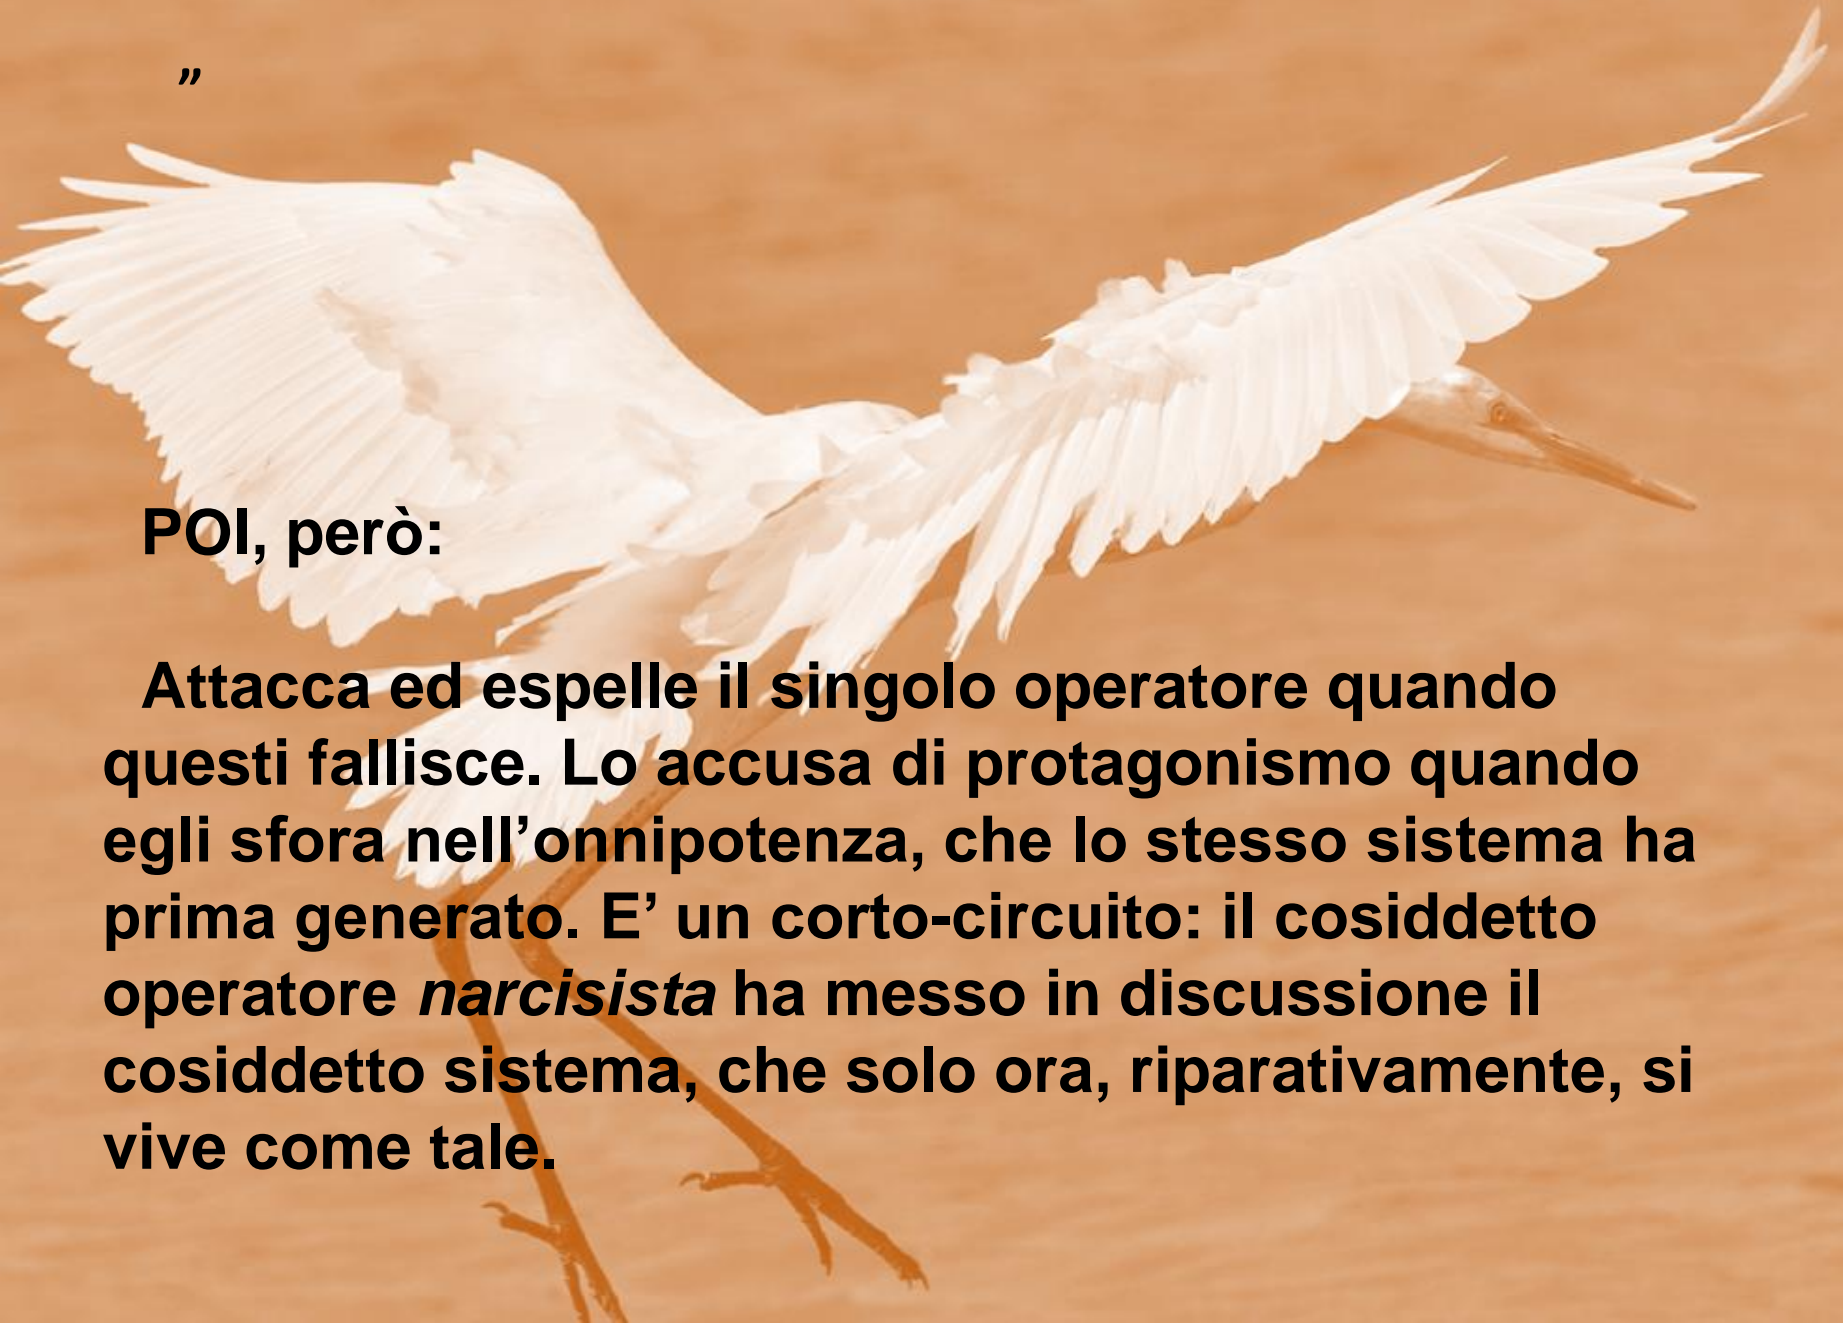 ”
POI, però:
Attacca ed espelle il singolo operatore quando
questi fallisce. Lo accusa di protagonismo quando
egli sfora nell’onnipotenza, che lo stesso sistema ha
prima generato. E’ un corto-circuito: il cosiddetto
operatore narcisista ha messo in discussione il
cosiddetto sistema, che solo ora, riparativamente, si
vive come tale.